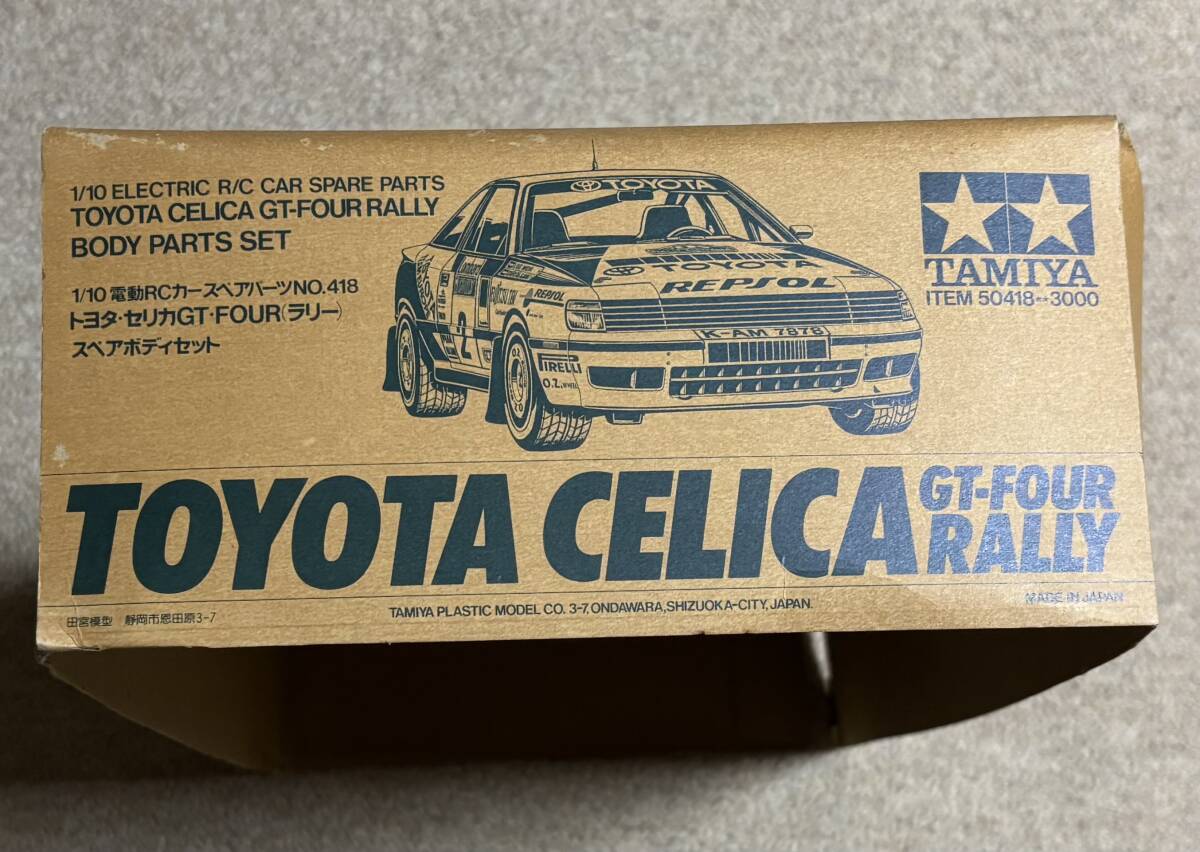 1/10 ELECTRIC R/C CAR SPARE PARTS
TOYOTA CELICA GT-FOUR RALLY
BODY PARTS SET
1/10 電動RCカースペアパーツNO.418
トヨタ・セリカGT・FOUR(ラリー)
スペアボディセット
TOYOTA
TOYOTA
REPSOL
REPSOL
K-AM 7878
2
PIRELLI
O.Z. WHEEL
TAMIYA
ITEM 50418**3000
TOYOTA CELICA GT-FOUR RALLY
田宮模型 静岡市恩田原3-7
TAMIYA PLASTIC MODEL CO. 3-7, ONDAWARA, SHIZUOKA-CITY, JAPAN.
MADE IN JAPAN